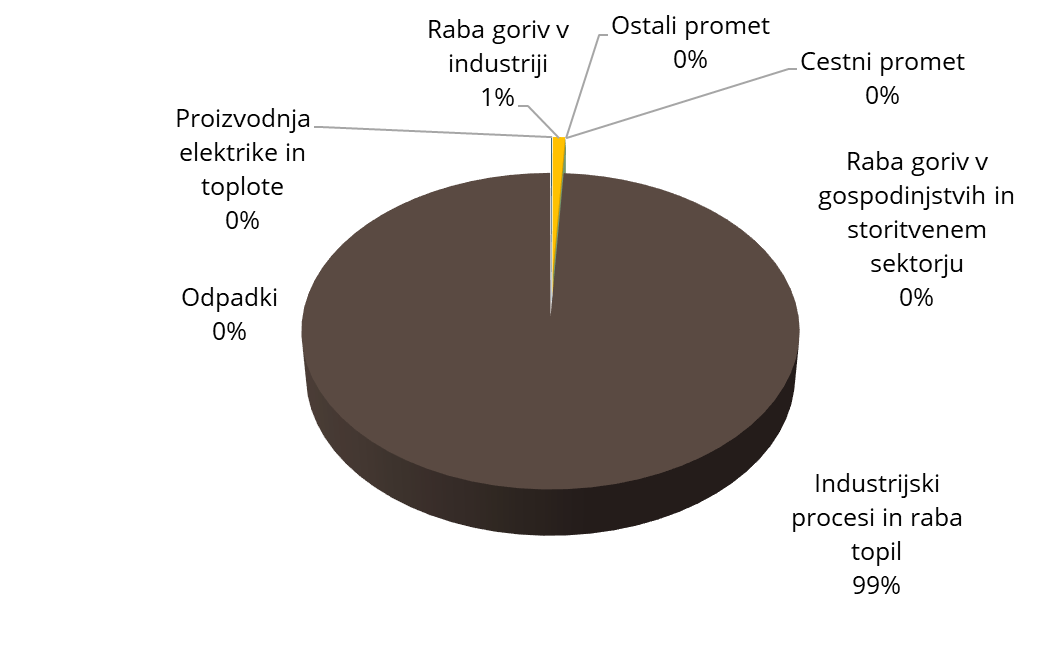 Raba goriv v
industriji
1%
Ostali promet
0%
Cestni promet
0%
Proizvodnja
elektrike in
toplote
0%
Raba goriv v
gospodinjstvih in
storitvenem
sektorju
0%
Odpadki
0%
Industrijski
procesi in raba
topil
99%